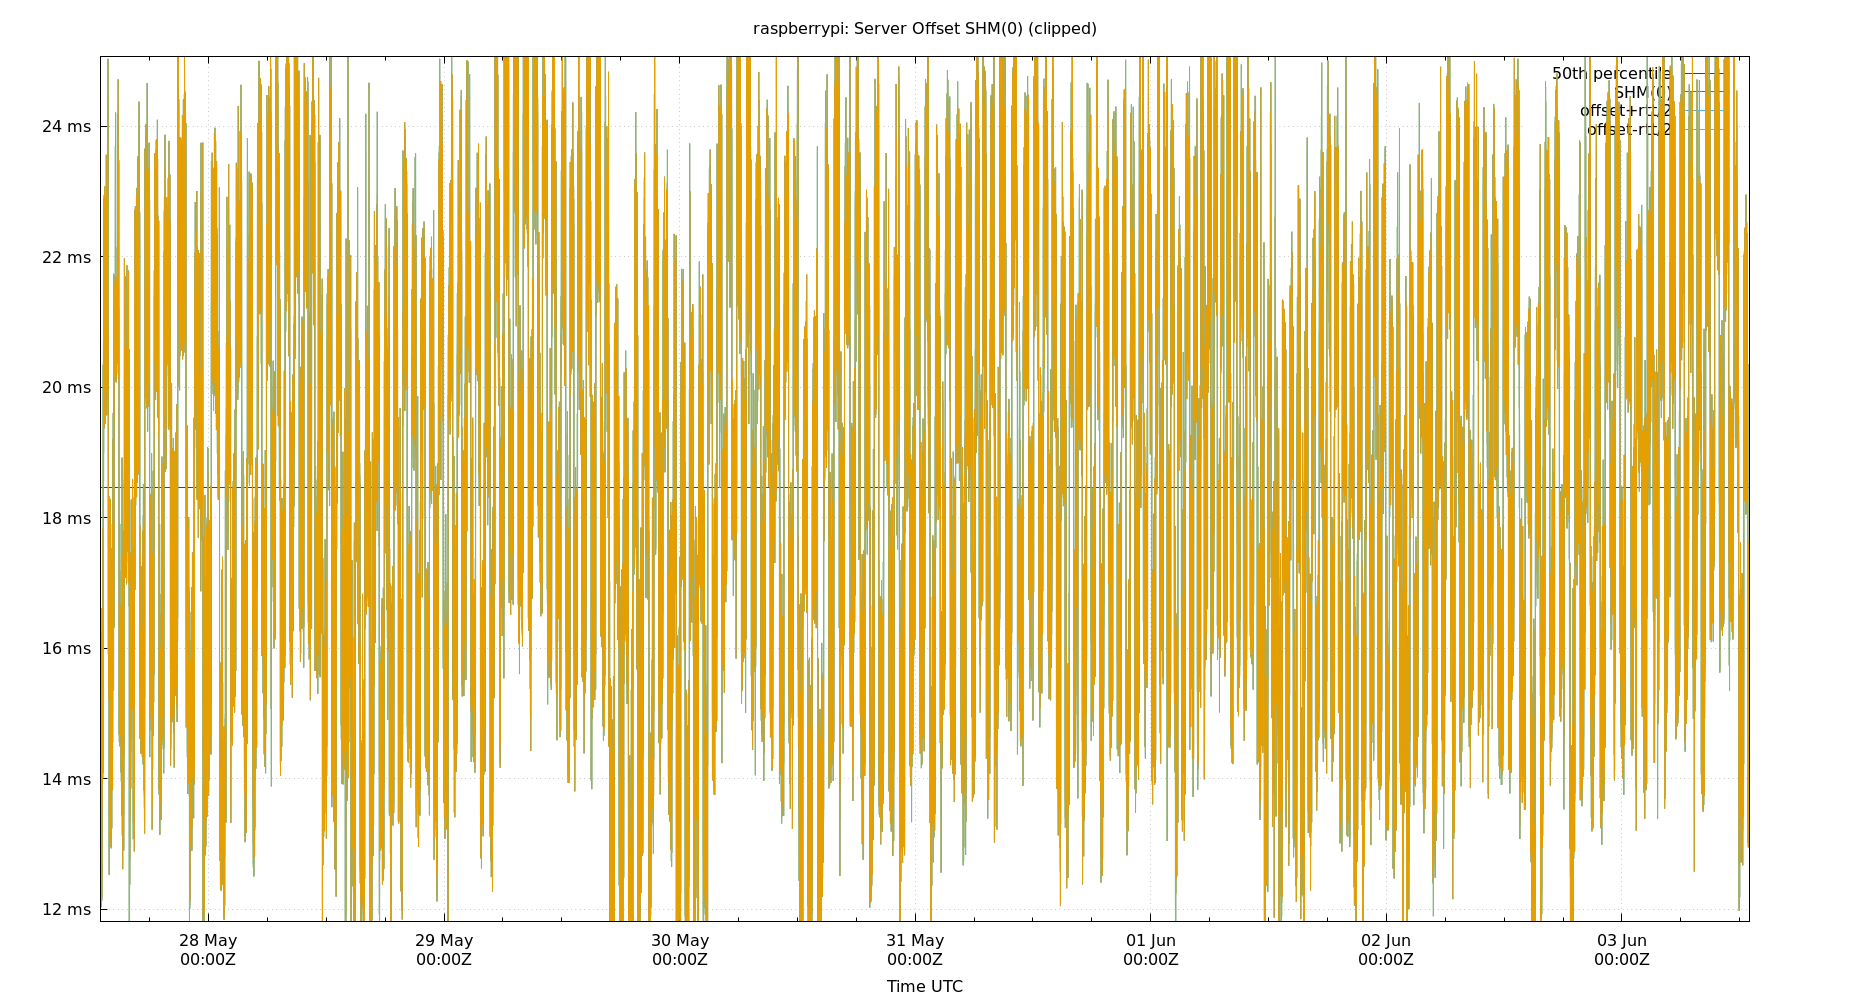 raspberrypi: Server Offset SHM(0) (clipped)
50th percentile
SHM(0)
offset+rtt/2
offset-rtt/2
24 ms
22 ms
20 ms
18 ms
16 ms
14 ms
12 ms
28 May 29 May 30 May 31 May 01 Jun 02 Jun 03 Jun
00:00Z 00:00Z 00:00Z 00:00Z 00:00Z 00:00Z 00:00Z
Time UTC